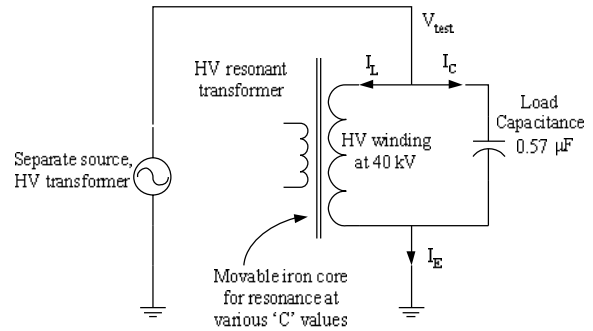 V_test
I_L
I_C
HV resonant
transformer
Load
Capacitance
0.57 µF
HV winding
at 40 kV
Separate source,
HV transformer
I_E
Movable iron core
for resonance at
various ‘C’ values